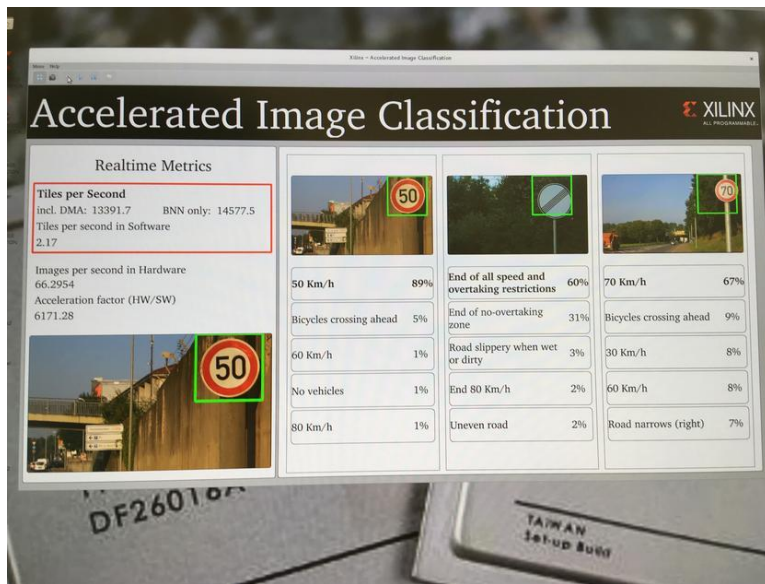 Xilinx - Accelerated Image Classification
Accelerated Image Classification
XILINX
ALL PROGRAMMABLE.
Realtime Metrics
Tiles per Second
incl. DMA: 13391.7 BNN only: 14577.5
Tiles per second in Software
2.17
Images per second in Hardware
66.2954
Acceleration factor (HW/SW)
6171.28
50
50
50 Km/h 89%
Bicycles crossing ahead 5%
60 Km/h 1%
No vehicles 1%
80 Km/h 1%
End of all speed and
overtaking restrictions 60%
End of no-overtaking
zone 31%
Road slippery when wet
or dirty 3%
End 80 Km/h 2%
Uneven road 2%
70
70 Km/h 67%
Bicycles crossing ahead 9%
30 Km/h 8%
60 Km/h 8%
Road narrows (right) 7%
DF26016A
TAIWAN
Set-up Build